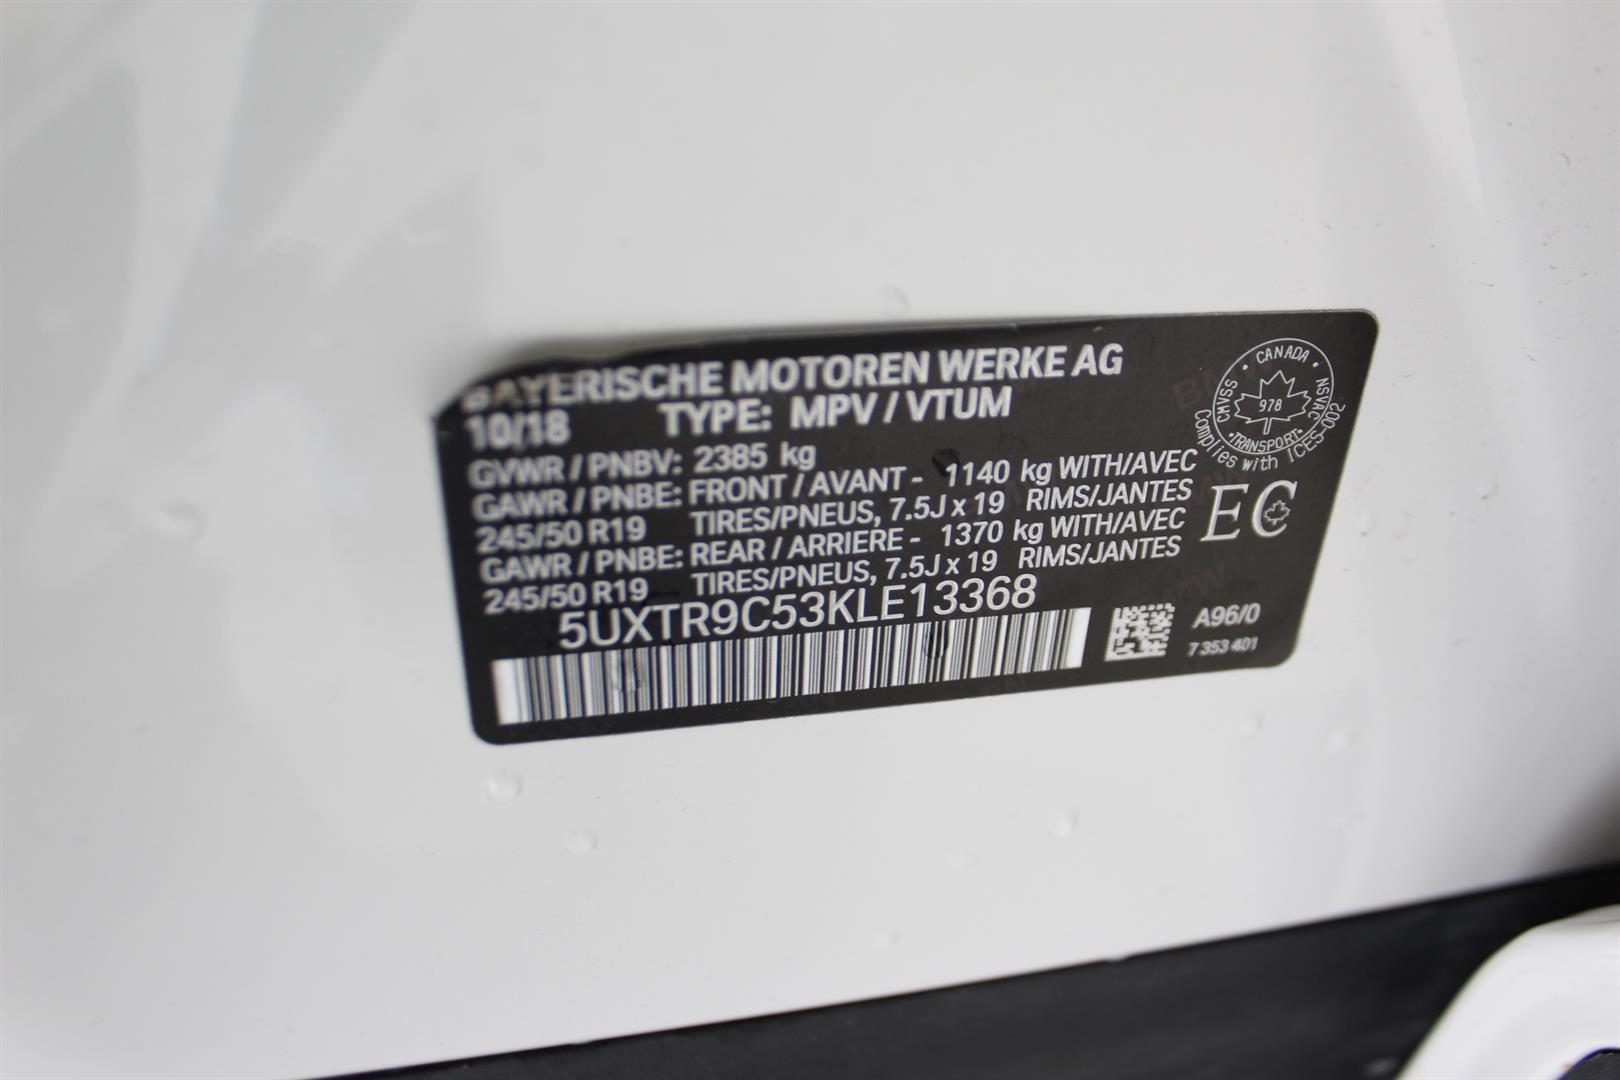 BAYERISCHE MOTOREN WERKE AG
10/18 TYPE: MPV / VTUM
GVWR / PNBV: 2385 kg
GAWR / PNBE: FRONT / AVANT - 1140 kg WITH/AVEC
245/50 R19 TIRES/PNEUS, 7.5J x 19 RIMS/JANTES
GAWR / PNBE: REAR / ARRIERE - 1370 kg WITH/AVEC
245/50 R19 TIRES/PNEUS, 7.5J x 19 RIMS/JANTES
5UXTR9C53KLE13368
CANADA
CMVSS
NSVAC
978
TRANSPORT
Complies with ICES-002
EC
A96/0
7 353 401